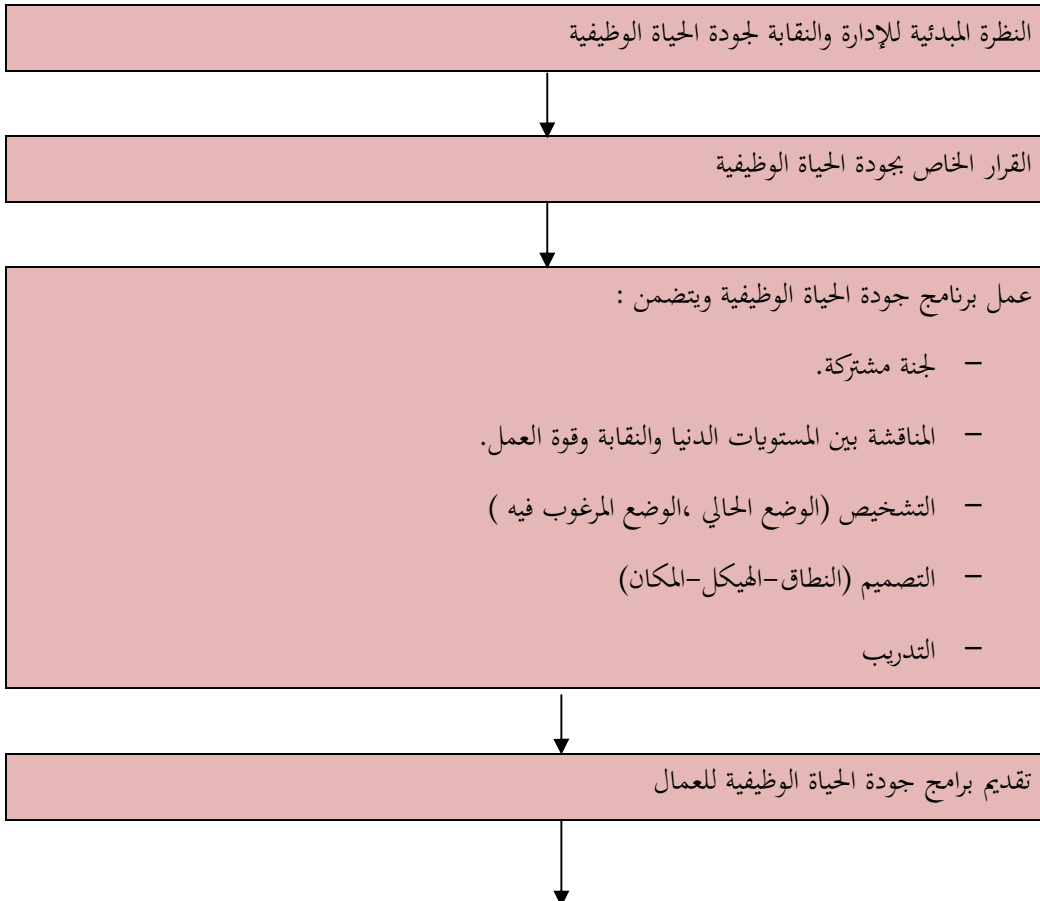 النظرة المبدئية للإدارة والنقابة لجودة الحياة الوظيفية
القرار الخاص بجودة الحياة الوظيفية
عمل برنامج جودة الحياة الوظيفية ويتضمن :
– لجنة مشتركة.
– المناقشة بين المستويات الدنيا والنقابة وقوة العمل.
– التشخيص (الوضع الحالي ،الوضع المرغوب فيه )
– التصميم (النطاق–الهيكل–المكان)
– التدريب
تقديم برامج جودة الحياة الوظيفية للعمال